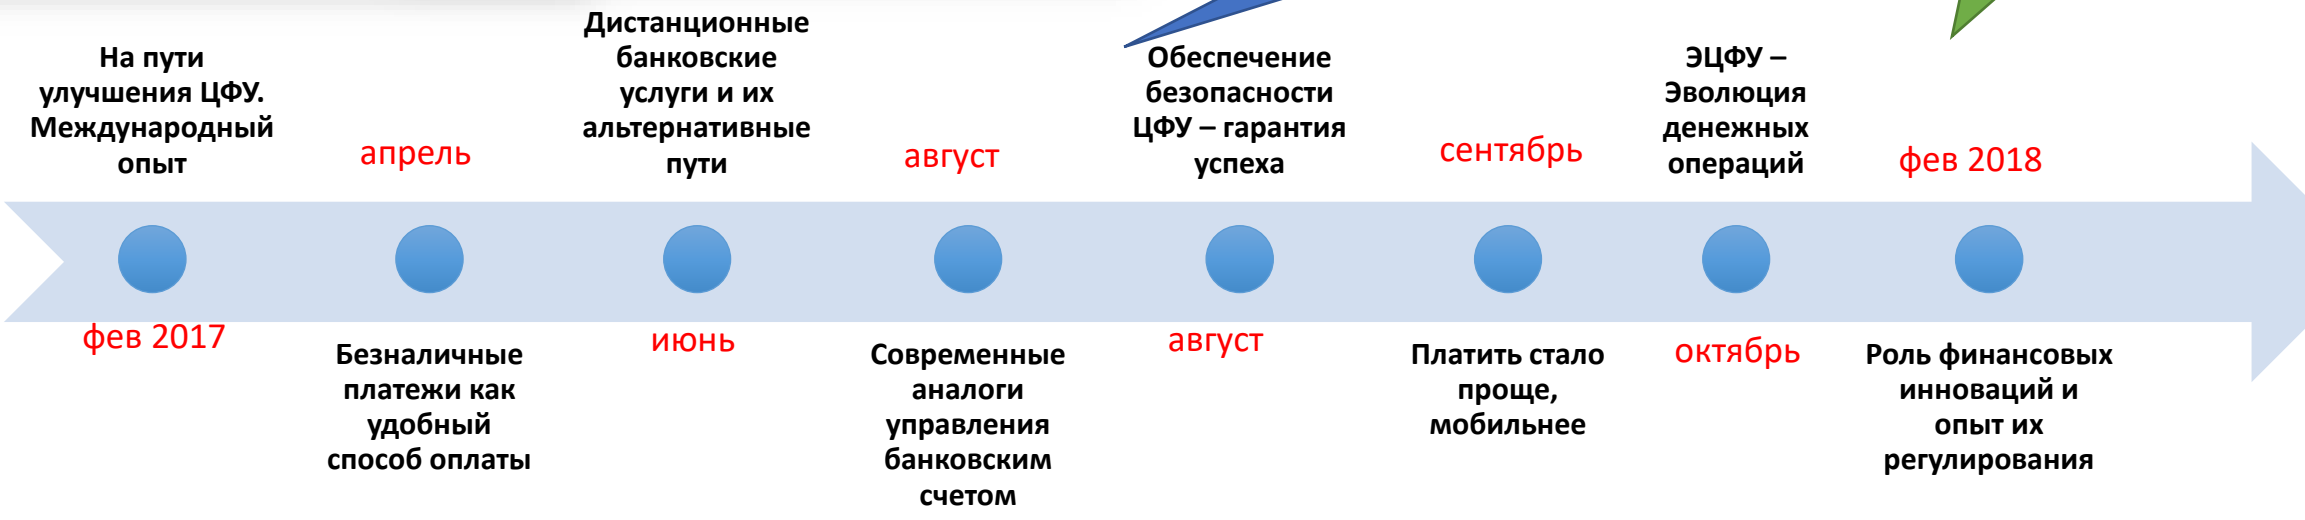 На пути
улучшения ЦФУ.
Международный
опыт
фев 2017
апрель
Безналичные
платежи как
удобный
способ оплаты
Дистанционные
банковские
услуги и их
альтернативные
пути
июнь
август
Современные
аналоги
управления
банковским
счетом
Обеспечение
безопасности
ЦФУ – гарантия
успеха
август
сентябрь
Платить стало
проще,
мобильнее
ЭЦФУ –
Эволюция
денежных
операций
октябрь
фев 2018
Роль финансовых
инноваций и
опыт их
регулирования